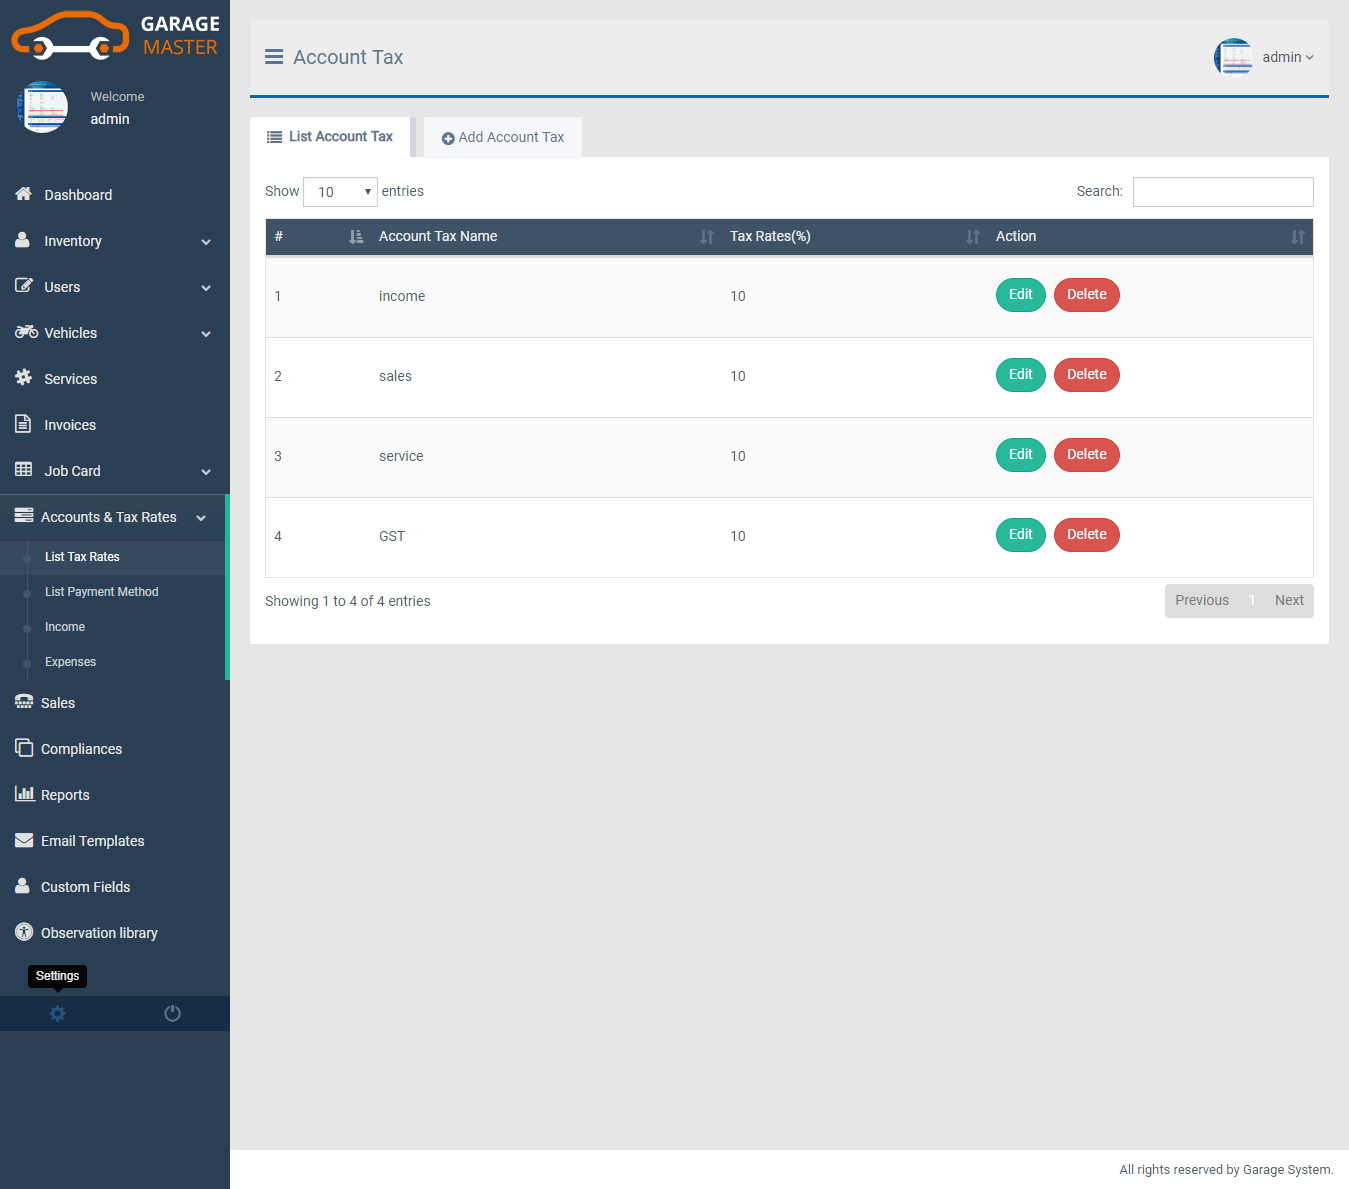 GARAGE
MASTER
Welcome
admin
Dashboard
Inventory
Users
Vehicles
Services
Invoices
Job Card
Accounts & Tax Rates
List Tax Rates
List Payment Method
Income
Expenses
Sales
Compliances
Reports
Email Templates
Custom Fields
Observation library
Settings
Account Tax
admin
List Account Tax
Add Account Tax
Show 10 entries
Search:
# Account Tax Name Tax Rates(%) Action
1 income 10 Edit Delete
2 sales 10 Edit Delete
3 service 10 Edit Delete
4 GST 10 Edit Delete
Showing 1 to 4 of 4 entries
Previous 1 Next
All rights reserved by Garage System.